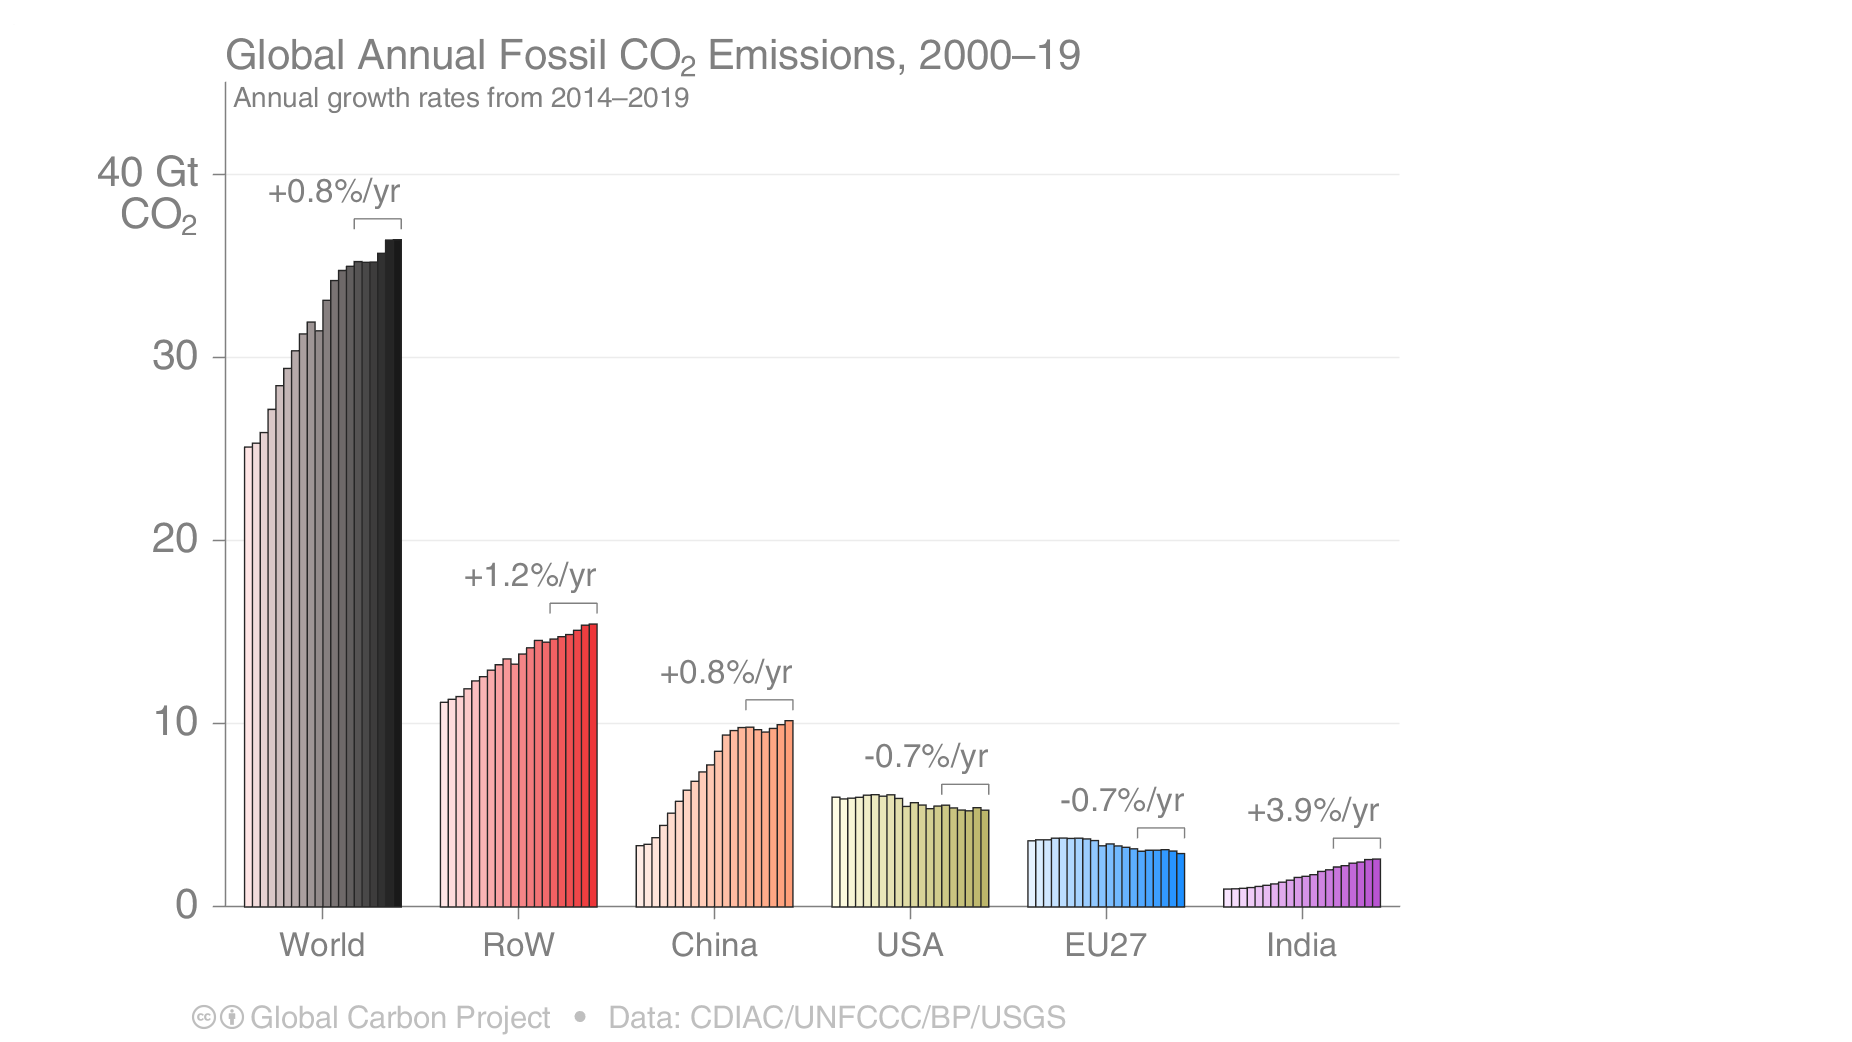 Global Annual Fossil CO₂ Emissions, 2000–19
Annual growth rates from 2014–2019
40 Gt
CO₂
30
20
10
0
+0.8%/yr
+1.2%/yr
+0.8%/yr
-0.7%/yr
-0.7%/yr
+3.9%/yr
World
RoW
China
USA
EU27
India
cc Global Carbon Project • Data: CDIAC/UNFCCC/BP/USGS